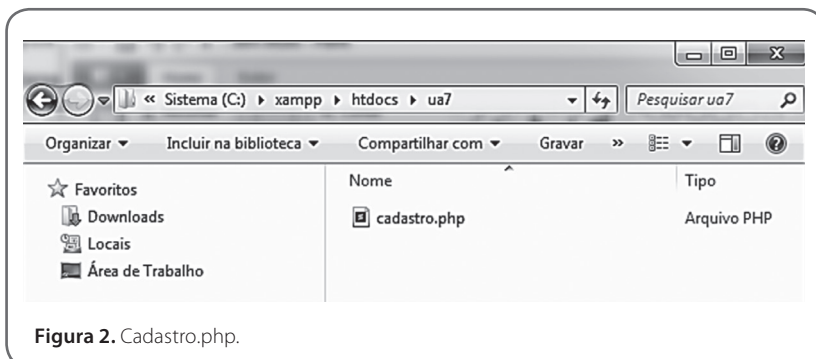 « Sistema (C:) ▸ xampp ▸ htdocs ▸ ua7 Pesquisar ua7
Organizar ▾ Incluir na biblioteca ▾ Compartilhar com ▾ Gravar »
Favoritos
Downloads
Locais
Área de Trabalho
Nome Tipo
cadastro.php Arquivo PHP
Figura 2. Cadastro.php.